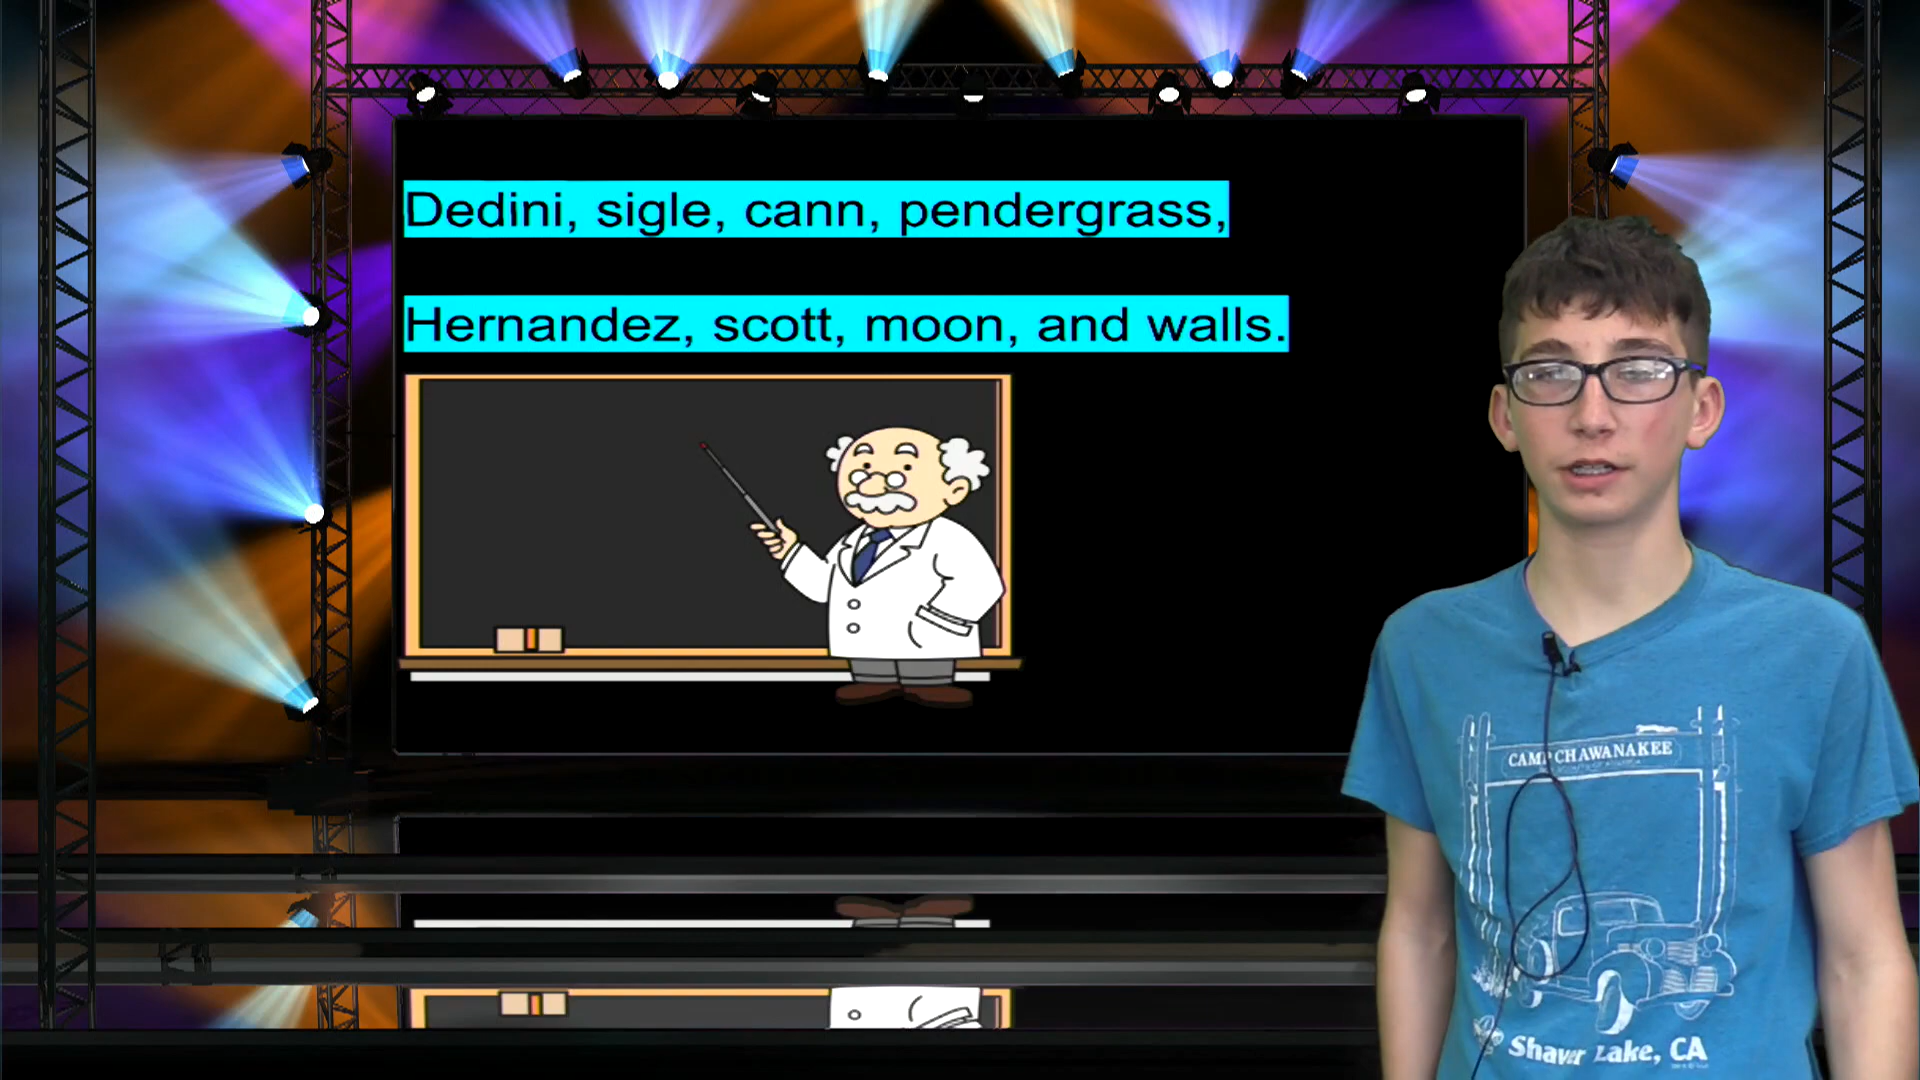 Dedini, sigle, cann, pendergrass,
Hernandez, scott, moon, and walls.
CAMP CHAWANAKEE
Shaver Lake, CA